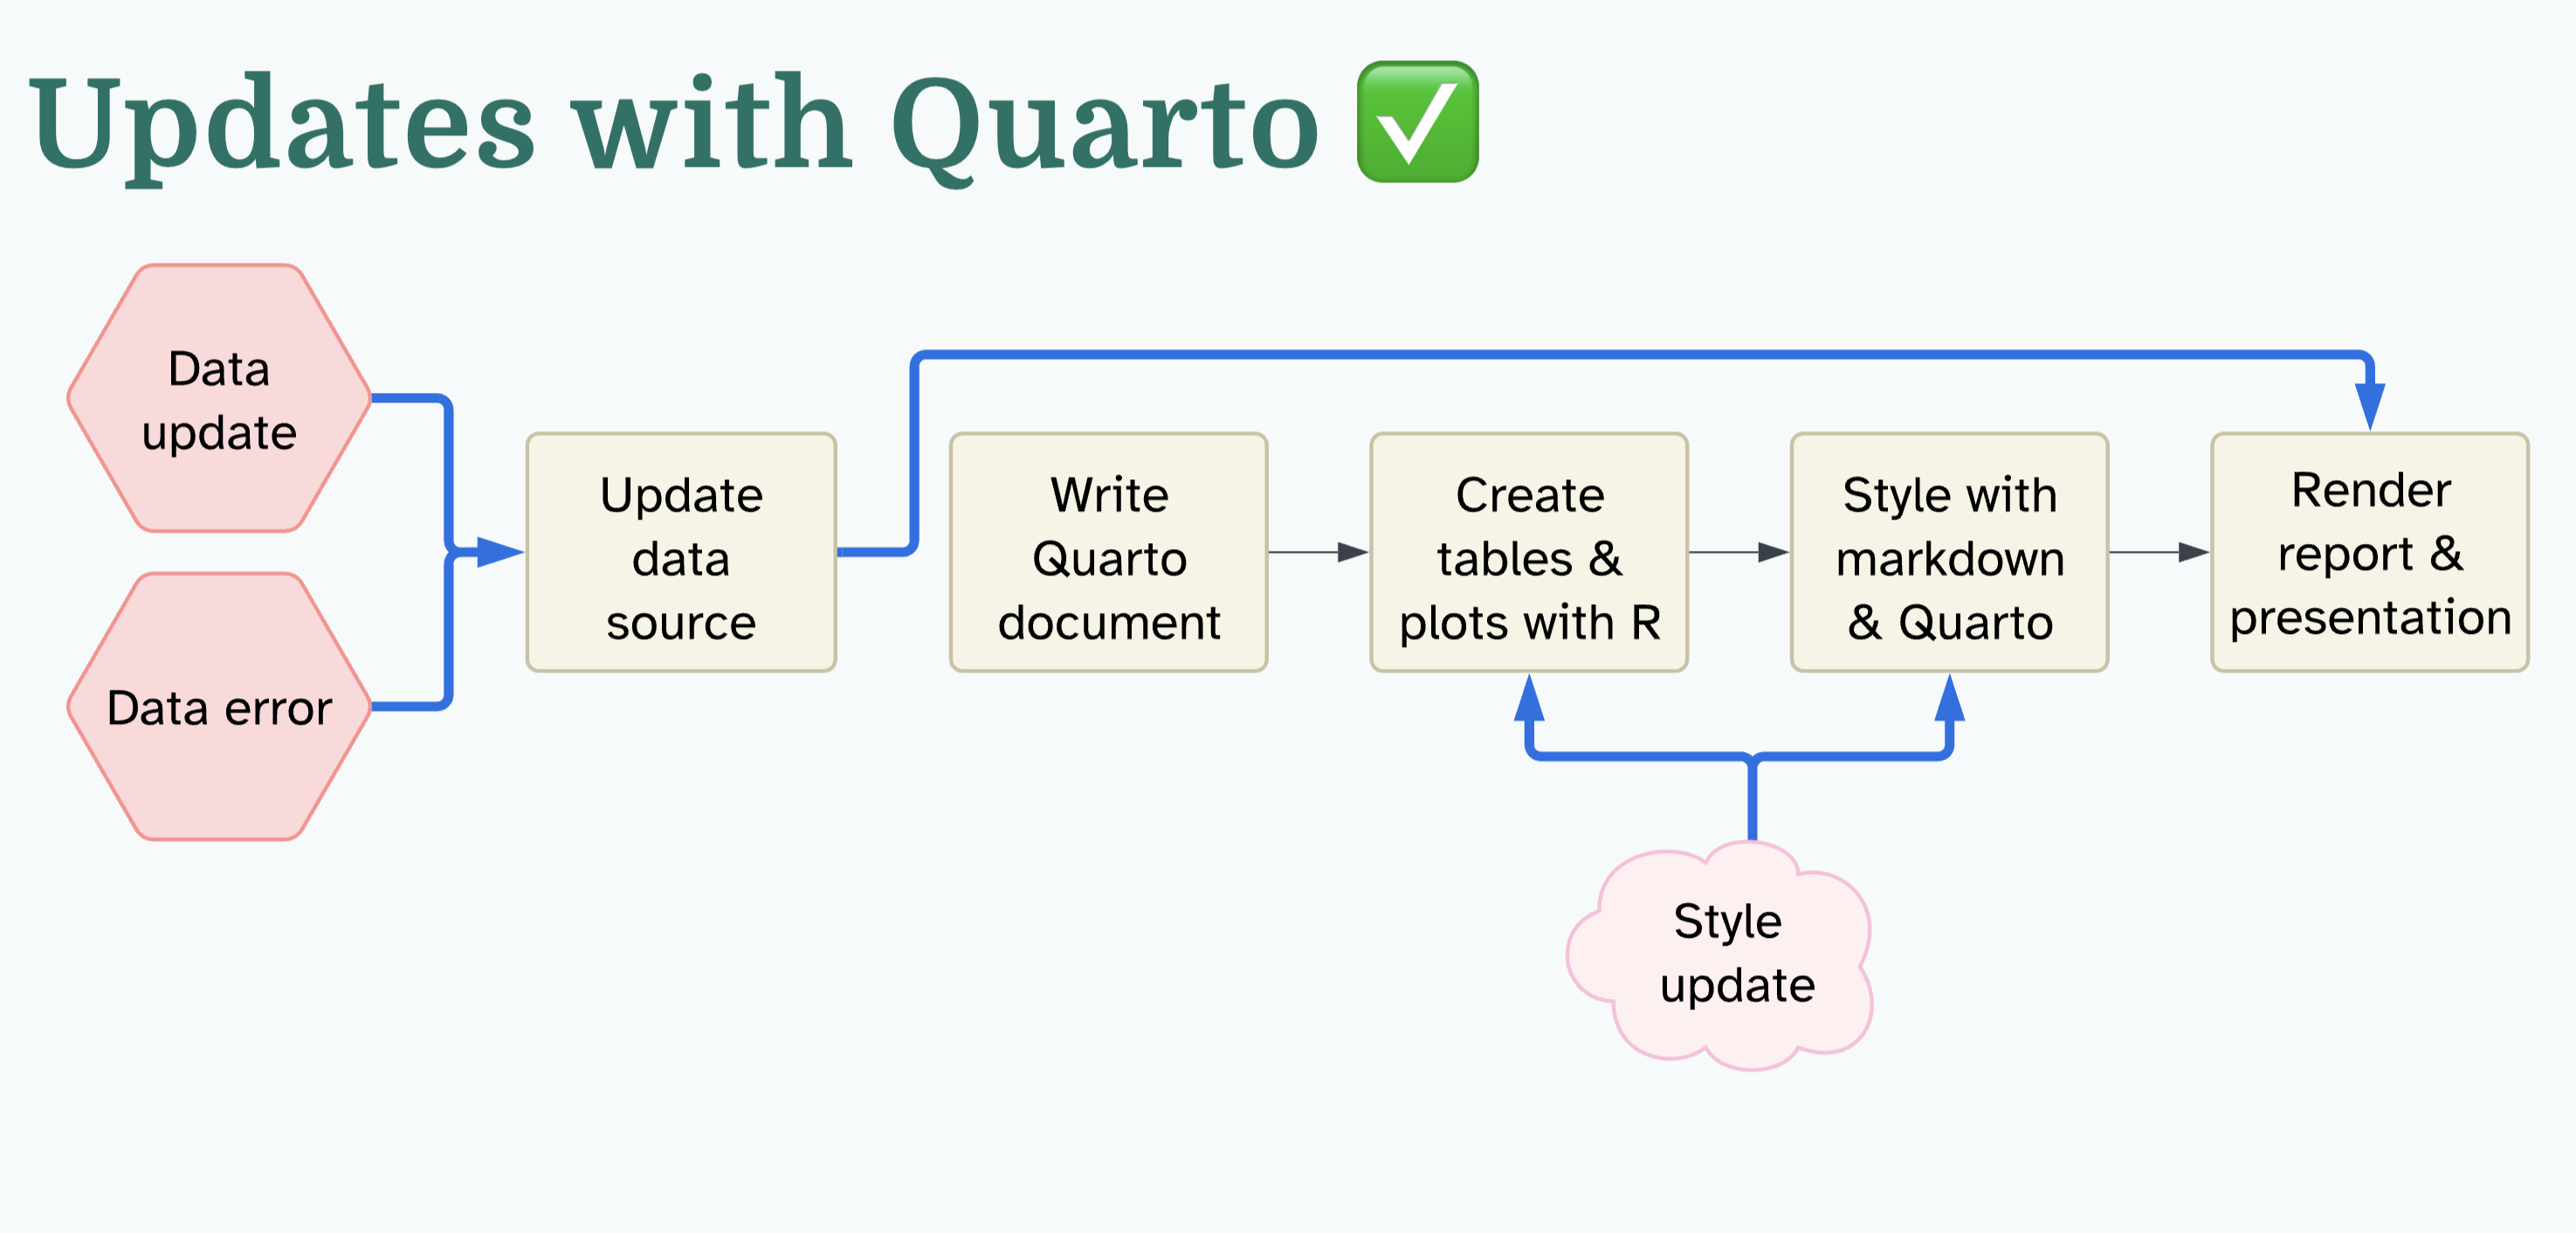 Updates with Quarto ✅
Data
update
Data error
Update
data
source
Write
Quarto
document
Create
tables &
plots with R
Style with
markdown
& Quarto
Render
report &
presentation
Style
update